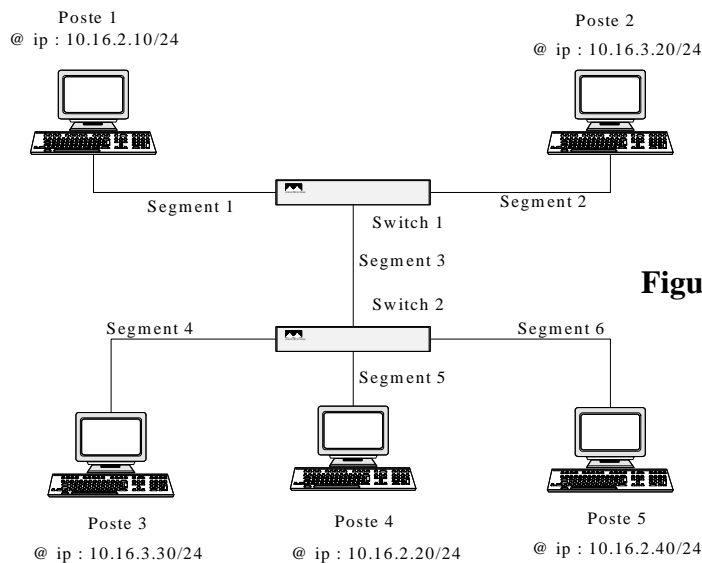 Poste 1
@ ip : 10.16.2.10/24
Poste 2
@ ip : 10.16.3.20/24
Segment 1
Segment 2
Switch 1
Segment 3
Figu
Switch 2
Segment 4
Segment 6
Segment 5
Poste 3
@ ip : 10.16.3.30/24
Poste 4
@ ip : 10.16.2.20/24
Poste 5
@ ip : 10.16.2.40/24